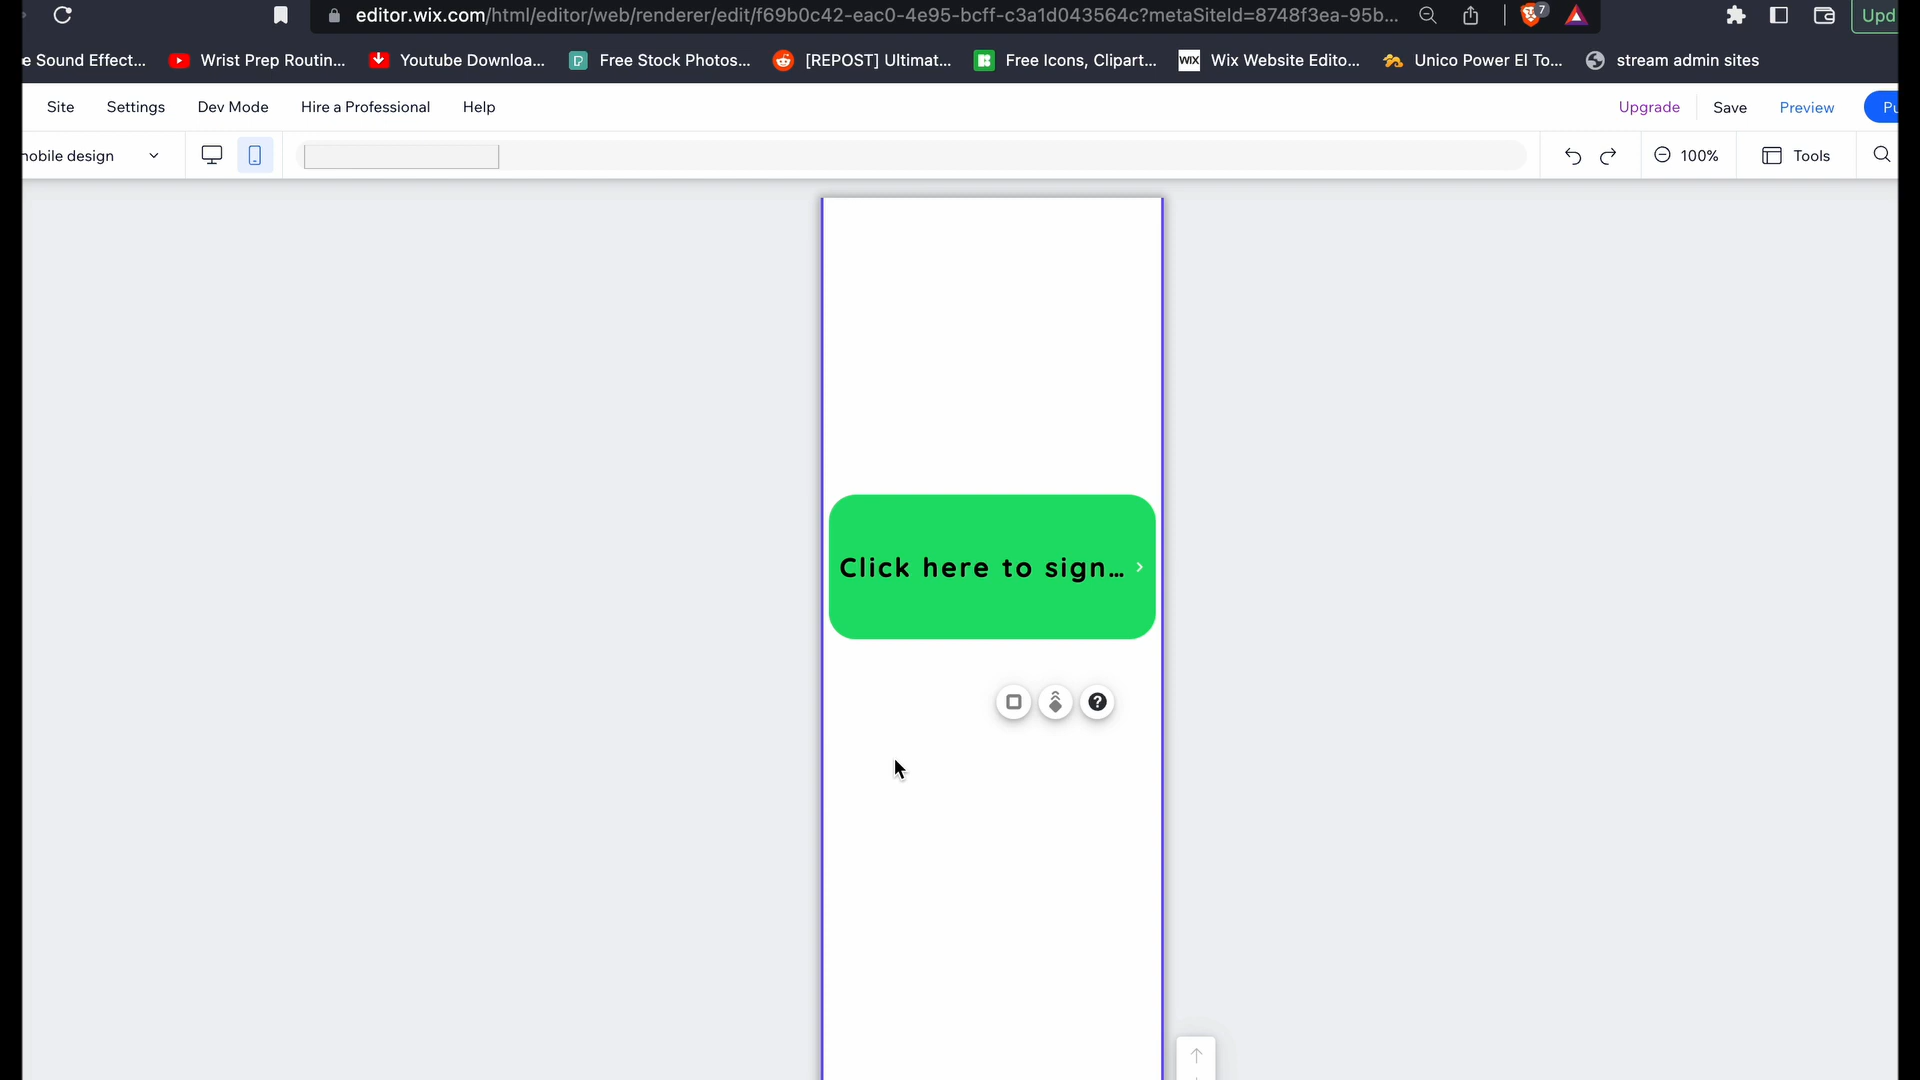 editor.wix.com/html/editor/web/renderer/edit/f69b0c42-eac0-4e95-bcff-c3a1d043564c?metaSiteId=8748f3ea-95b...
7
Upd
e Sound Effect...
Wrist Prep Routin...
Youtube Downloa...
Free Stock Photos...
[REPOST] Ultimat...
Free Icons, Clipart...
WIX
Wix Website Edito...
Unico Power El To...
stream admin sites
Site
Settings
Dev Mode
Hire a Professional
Help
Upgrade
Save
Preview
Pu
mobile design
100%
Tools
Click here to sign...
?